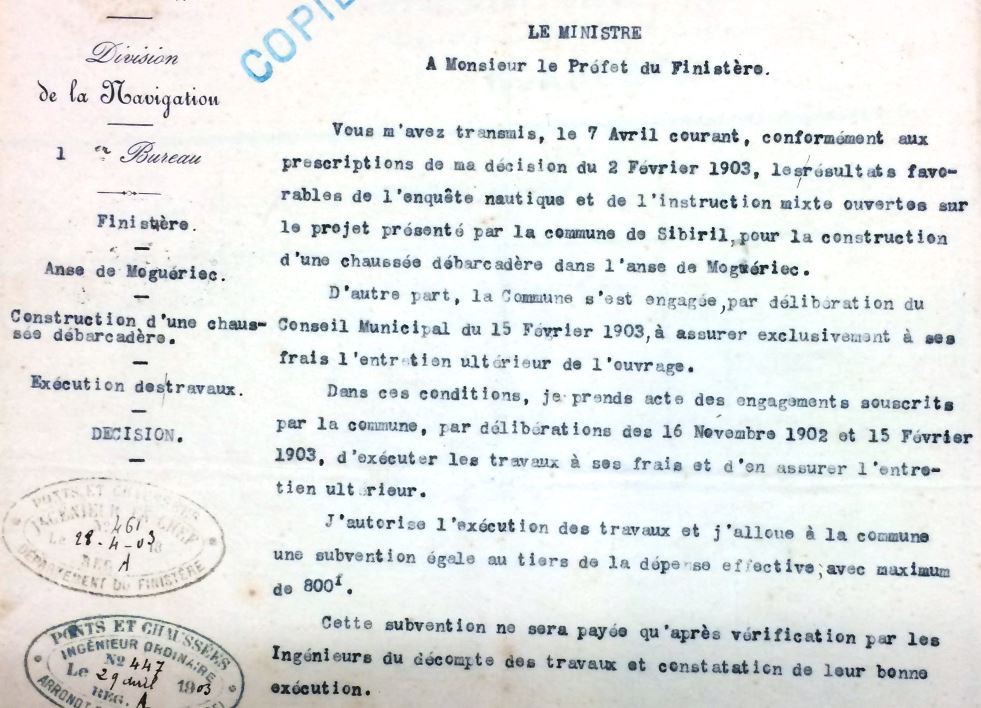 COPIE
Division
de la Navigation
1er Bureau
Finistère.
Anse de Moguériec.
Construction d'une chaus-
sée débarcadère.
Exécution des travaux.
DECISION.
PONTS ET CHAUSSÉES
INGÉNIEUR EN CHEF
No 461
Le 28-4-03
REG. A
DÉPARTEMENT DU FINISTÈRE
PONTS ET CHAUSSÉES
INGÉNIEUR ORDINAIRE
No 447
Le 29 avril 1903
REG. A
LE MINISTRE
A Monsieur le Préfet du Finistère.
Vous m'avez transmis, le 7 Avril courant, conformément aux
prescriptions de ma décision du 2 Février 1903, les résultats favo-
rables de l'enquête nautique et de l'instruction mixte ouvertes sur
le projet présenté par la commune de Sibiril, pour la construction
d'une chaussée débarcadère dans l'anse de Moguériec.
D'autre part, la Commune s'est engagée, par délibération du
Conseil Municipal du 15 Février 1903, à assurer exclusivement à ses
frais l'entretien ultérieur de l'ouvrage.
Dans ces conditions, je prends acte des engagements souscrits
par la commune, par délibérations des 16 Novembre 1902 et 15 Février
1903, d'exécuter les travaux à ses frais et d'en assurer l'entre-
tien ultérieur.
J'autorise l'exécution des travaux et j'alloue à la commune
une subvention égale au tiers de la dépense effective, avec maximum
de 800f.
Cette subvention ne sera payée qu'après vérification par les
Ingénieurs du décompte des travaux et constatation de leur bonne
exécution.